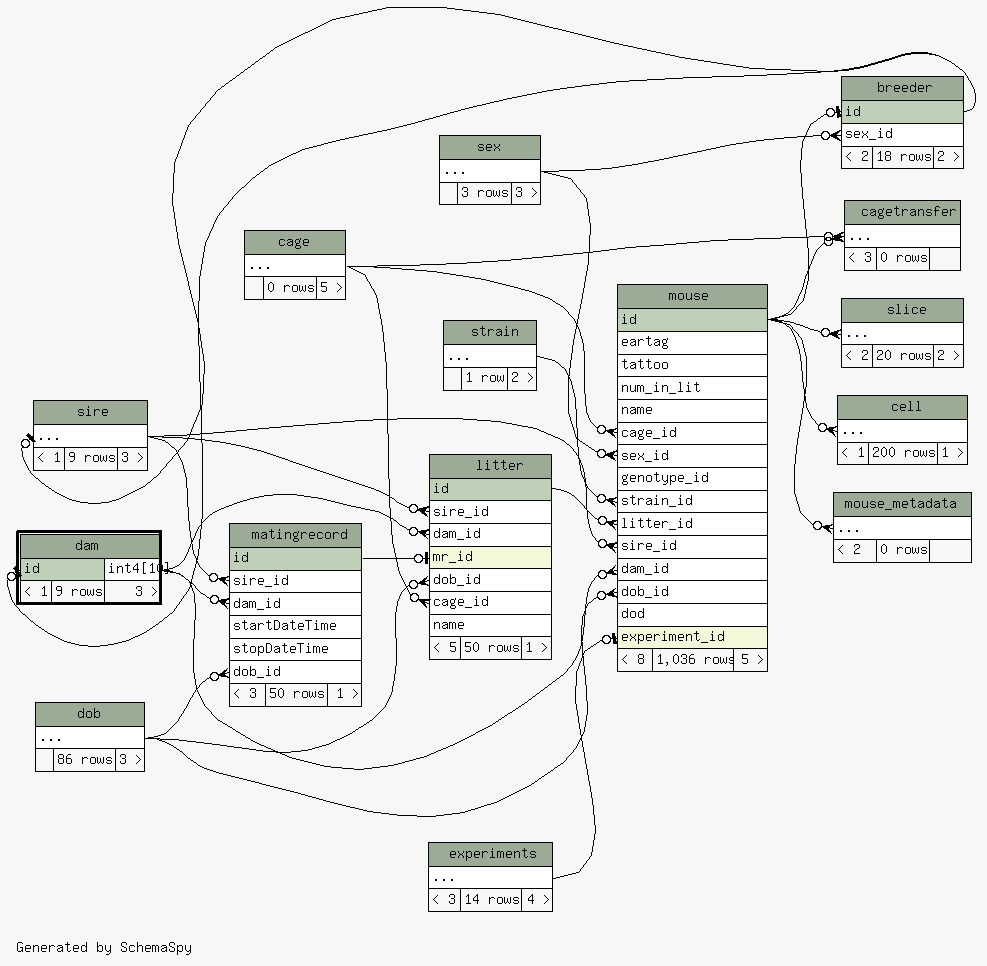 breeder
id
sex_id
< 2 18 rows 2 >
sex
...
3 rows 3 >
cagetransfer
...
< 3 0 rows
cage
...
0 rows 5 >
mouse
id
eartag
tattoo
num_in_lit
name
cage_id
sex_id
genotype_id
strain_id
litter_id
sire_id
dam_id
dob_id
dod
experiment_id
< 8 1,036 rows 5 >
slice
...
< 2 20 rows 2 >
strain
...
1 row 2 >
cell
...
< 1 200 rows 1 >
sire
...
< 1 9 rows 3 >
litter
id
sire_id
dam_id
mr_id
dob_id
cage_id
name
< 5 50 rows 1 >
mouse_metadata
...
< 2 0 rows
matingrecord
id
sire_id
dam_id
startDateTime
stopDateTime
dob_id
< 3 50 rows 1 >
dam
id int4[10]
< 1 9 rows 3 >
dob
...
86 rows 3 >
experiments
...
< 3 14 rows 4 >
Generated by SchemaSpy